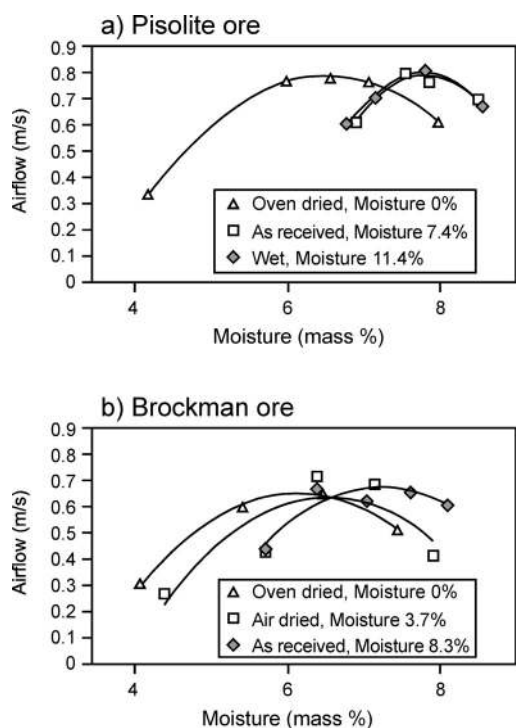 a) Pisolite ore
0.9
0.8
0.7
0.6
0.5
0.4
0.3
0.2
0.1
0
Airflow (m/s)
Oven dried, Moisture 0%
As received, Moisture 7.4%
Wet, Moisture 11.4%
4 6 8
Moisture (mass %)
b) Brockman ore
0.9
0.8
0.7
0.6
0.5
0.4
0.3
0.2
0.1
0
Airflow (m/s)
Oven dried, Moisture 0%
Air dried, Moisture 3.7%
As received, Moisture 8.3%
4 6 8
Moisture (mass %)